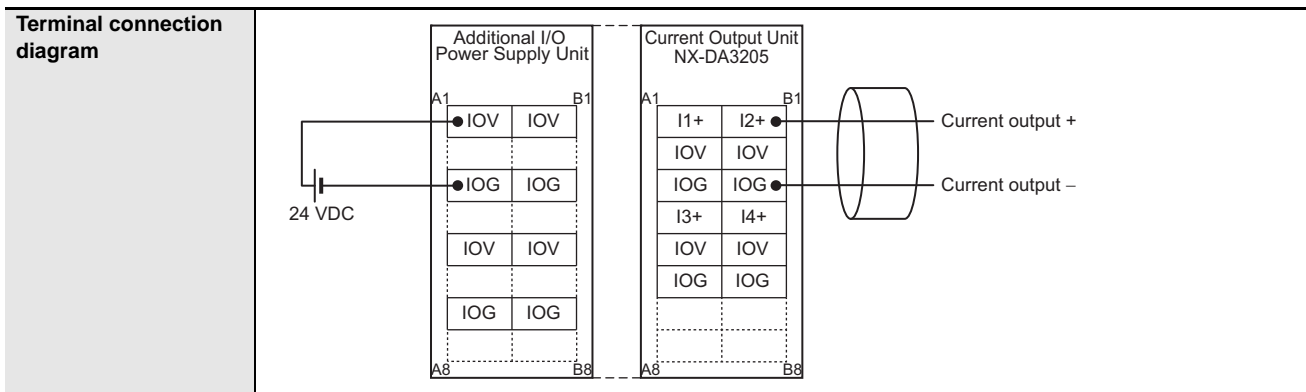 Terminal connection
diagram
Additional I/O
Power Supply Unit
A1 B1
IOV IOV
IOG IOG
IOV IOV
IOG IOG
A8 B8
24 VDC
Current Output Unit
NX-DA3205
A1 B1
I1+ I2+
IOV IOV
IOG IOG
I3+ I4+
IOV IOV
IOG IOG
A8 B8
Current output +
Current output −